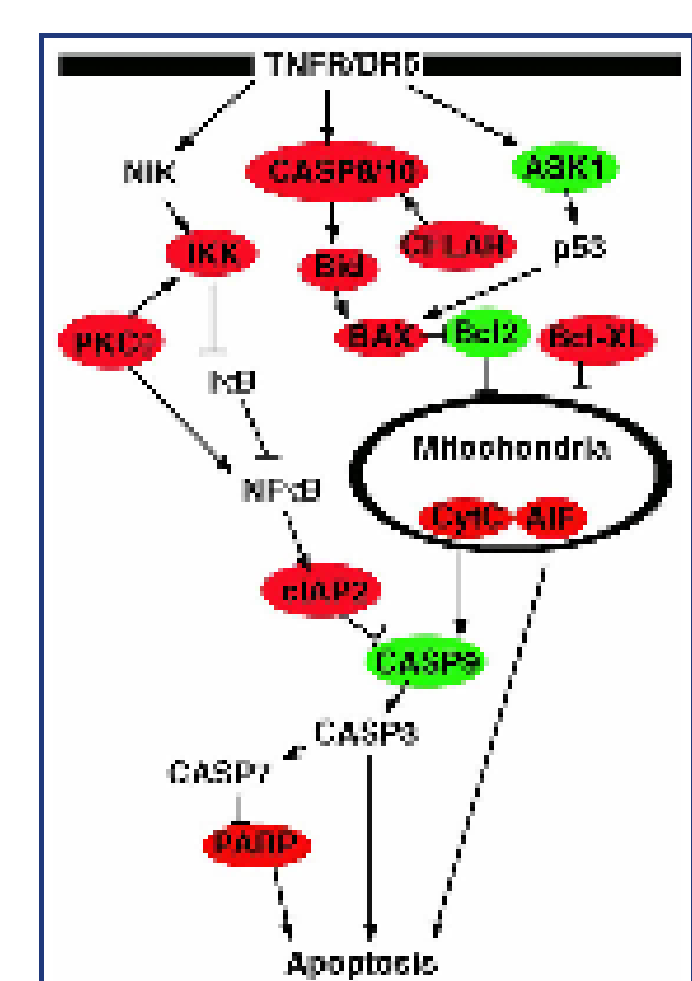 TNFR/DR5
NIK
CASP8/10
ASK1
IKK
CFLAR
p53
Bid
BAX
Bcl2
Bcl-XL
IκB
Mitochondria
NFκB
CytC
AIF
cIAP2
CASP9
CASP3
CASP7
PARP
Apoptosis